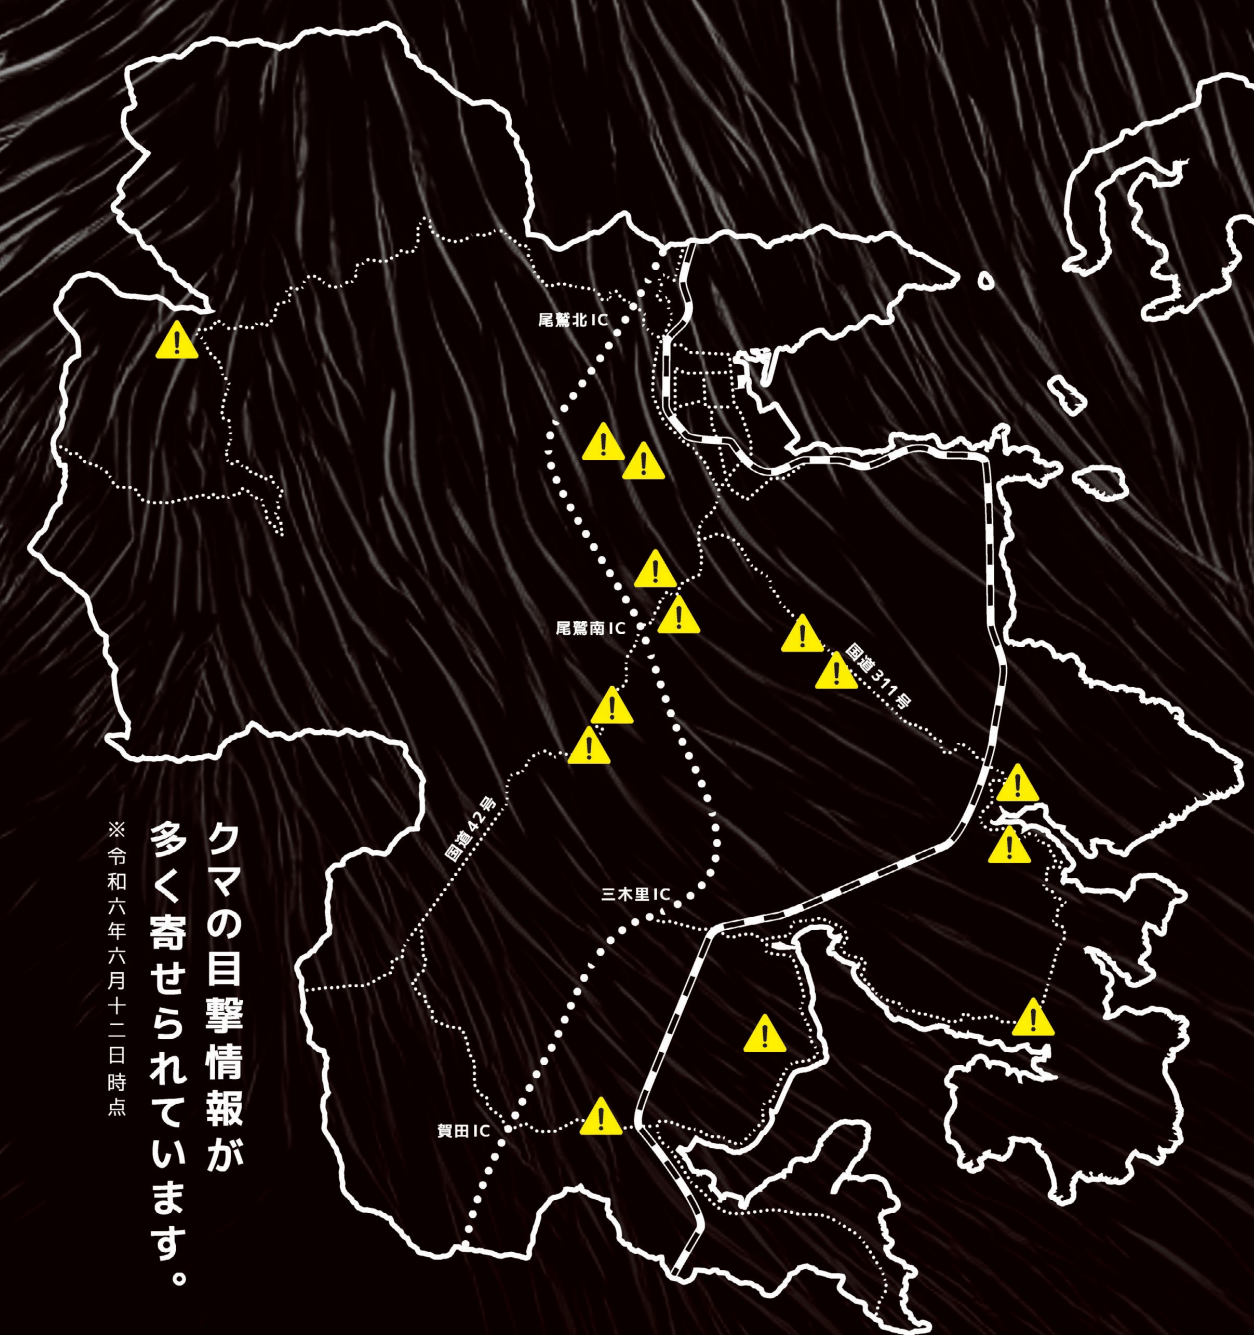 尾鷲北IC
尾鷲南IC
国道311号
国道42号
三木里IC
賀田IC
クマの目撃情報が
多く寄せられています。
※令和六年六月十二日時点